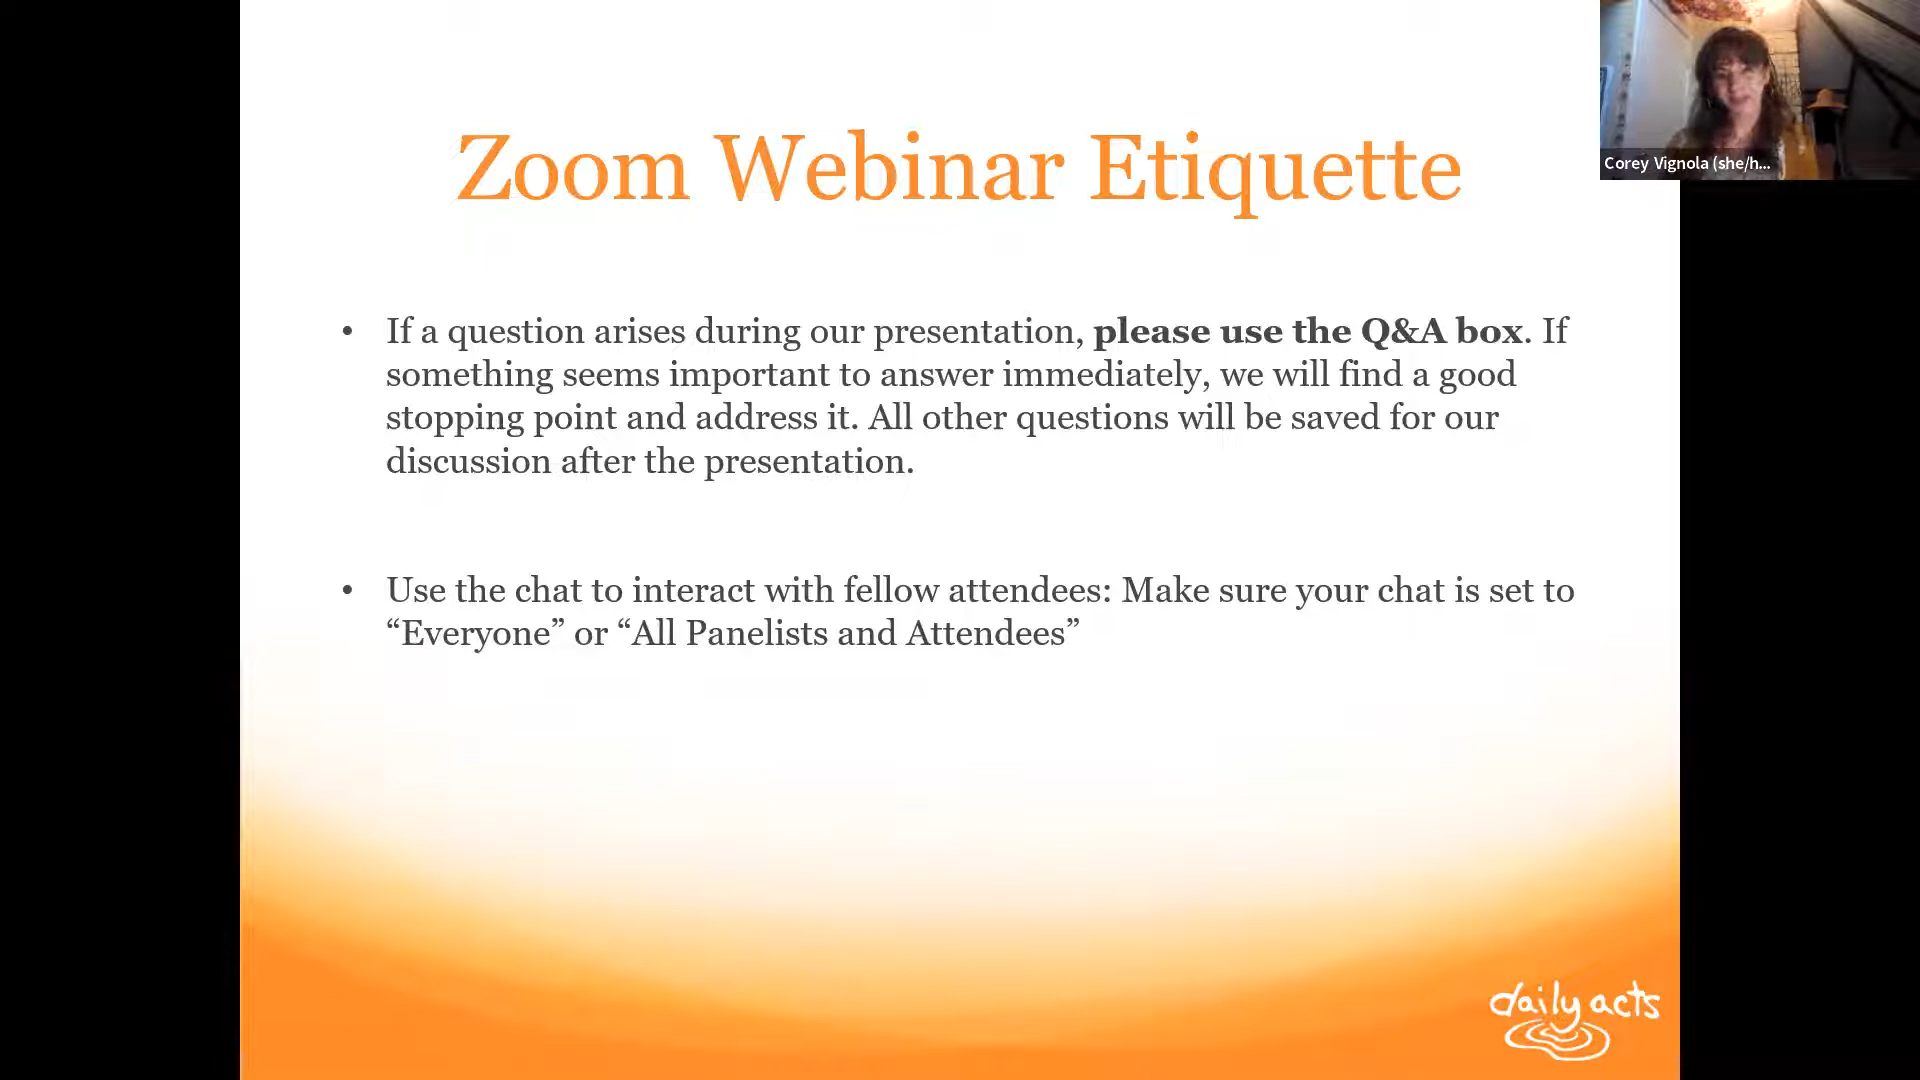 Zoom Webinar Etiquette
Corey Vignola (she/h...
• If a question arises during our presentation, please use the Q&A box. If
something seems important to answer immediately, we will find a good
stopping point and address it. All other questions will be saved for our
discussion after the presentation.
• Use the chat to interact with fellow attendees: Make sure your chat is set to
“Everyone” or “All Panelists and Attendees”
daily acts